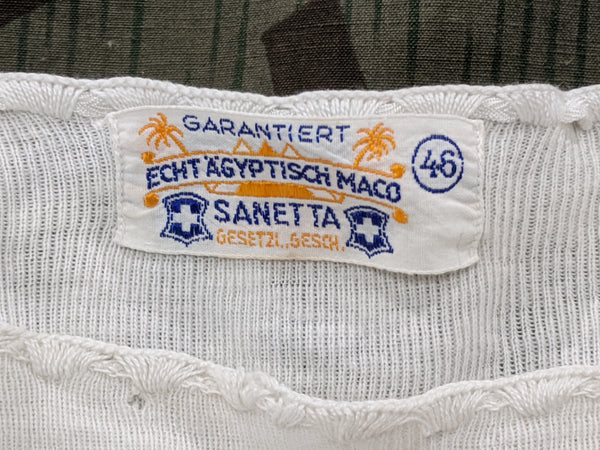 GARANTIERT
ECHT ÄGYPTISCH MACO
46
SANETTA
GESETZL. GESCH.